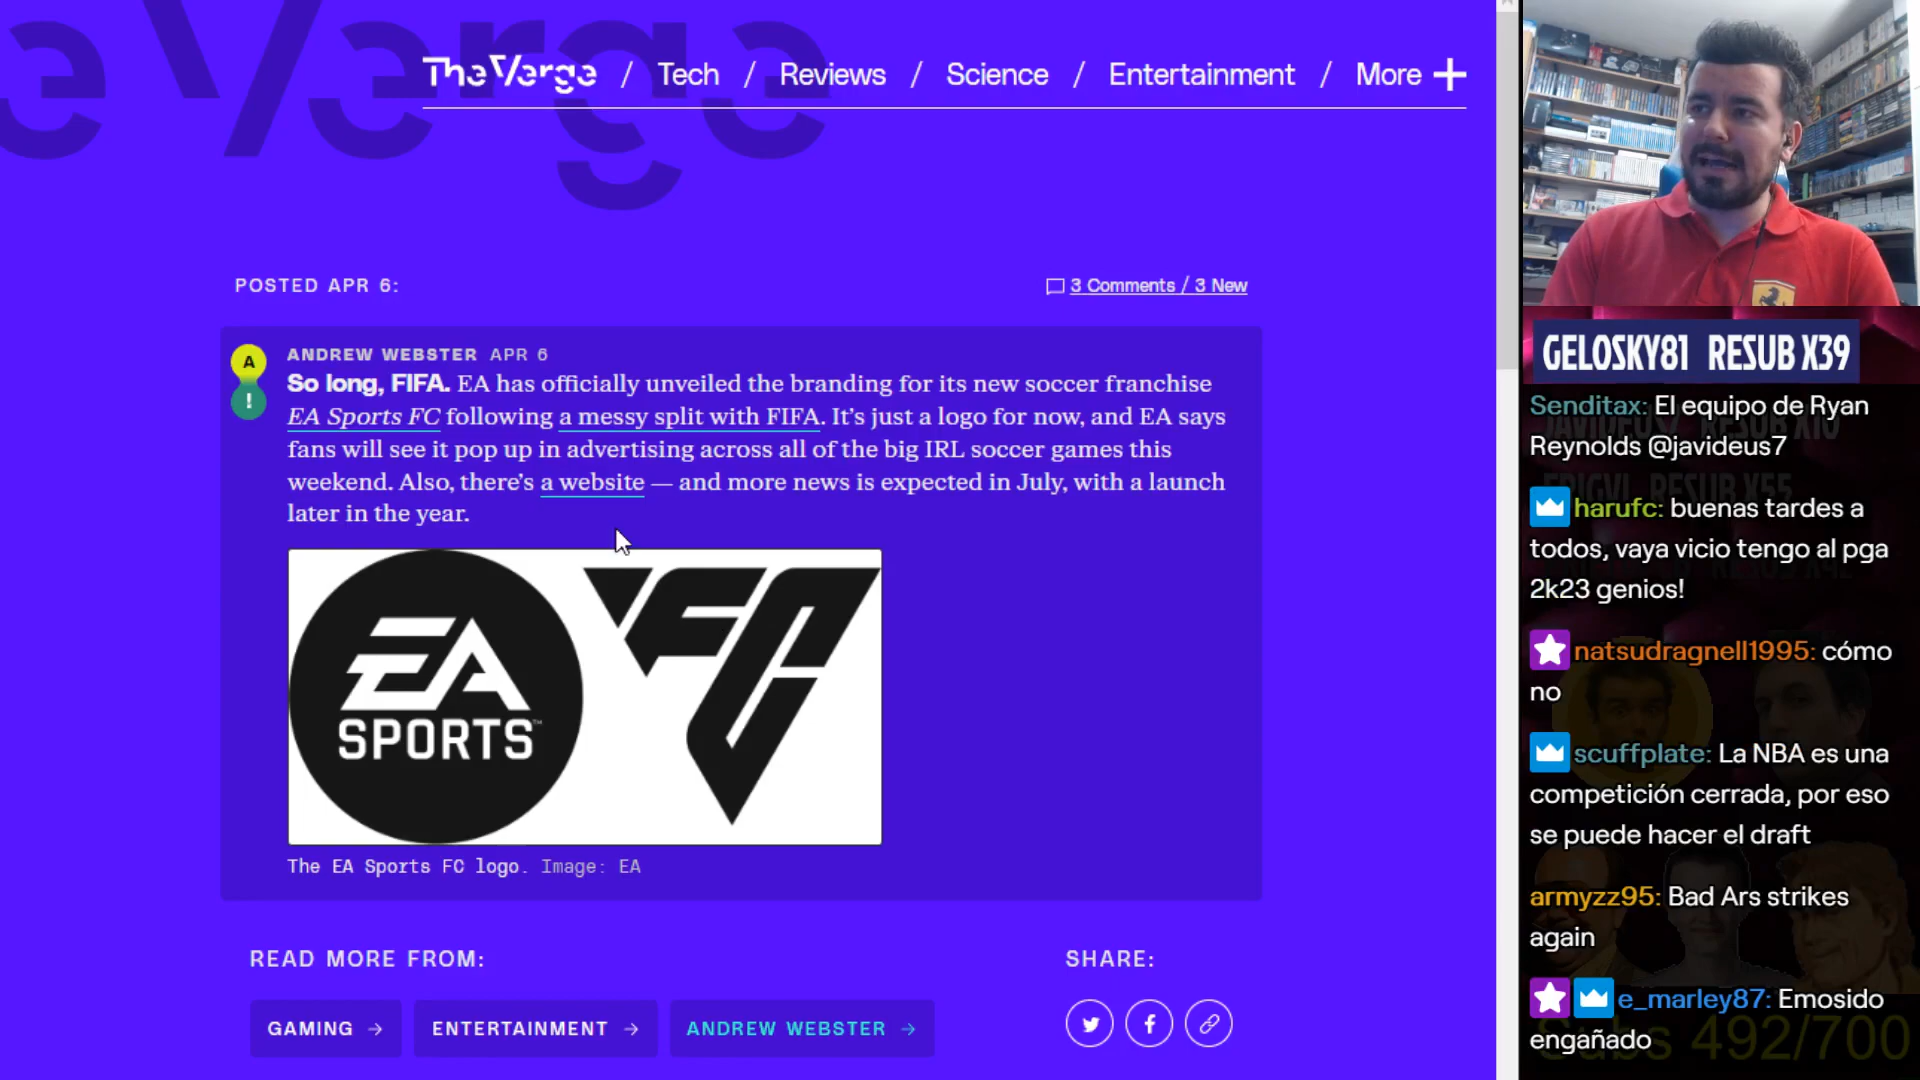 The Verge / Tech / Reviews / Science / Entertainment / More
POSTED APR 6:
3 Comments / 3 New
A
!
ANDREW WEBSTER APR 6
So long, FIFA. EA has officially unveiled the branding for its new soccer franchise
EA Sports FC following a messy split with FIFA. It's just a logo for now, and EA says
fans will see it pop up in advertising across all of the big IRL soccer games this
weekend. Also, there's a website — and more news is expected in July, with a launch
later in the year.
EA
SPORTS™
FC
The EA Sports FC logo. Image: EA
READ MORE FROM:
SHARE:
GAMING →
ENTERTAINMENT →
ANDREW WEBSTER →
GELOSKY81 RESUB X39
Senditax: El equipo de Ryan
Reynolds @javideus7
harufc: buenas tardes a
todos, vaya vicio tengo al pga
2k23 genios!
natsudragnell1995: cómo
no
scuffplate: La NBA es una
competición cerrada, por eso
se puede hacer el draft
armyzz95: Bad Ars strikes
again
e_marley87: Emosido
engañado
Subs 492/700